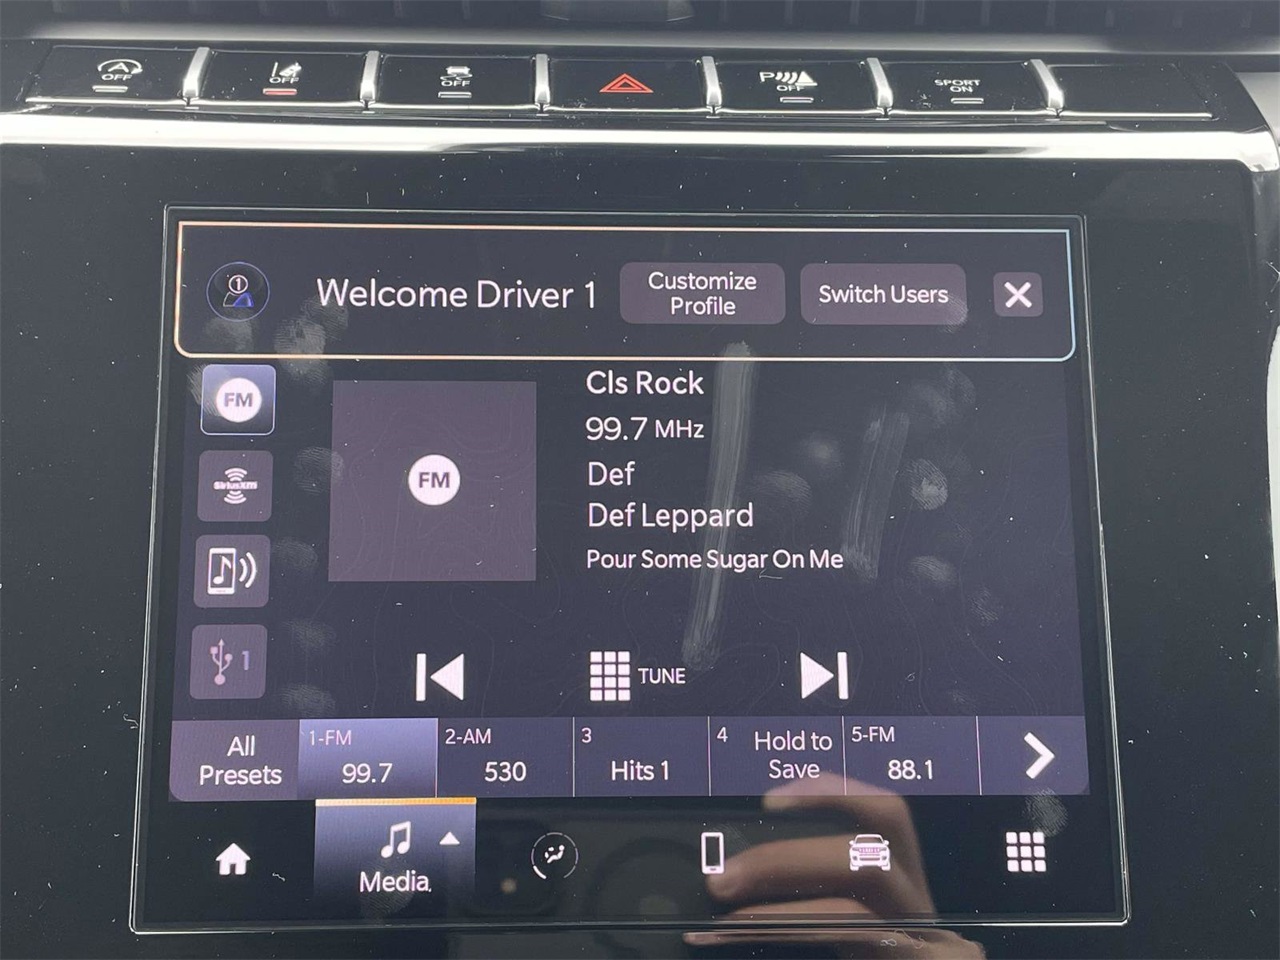 OFF
OFF
OFF
P
OFF
SPORT
ON
1
Welcome Driver 1
Customize
Profile
Switch Users
FM
SiriusXM
1
FM
Cls Rock
99.7 MHz
Def
Def Leppard
Pour Some Sugar On Me
TUNE
All
Presets
1-FM
99.7
2-AM
530
3
Hits 1
4
Hold to
Save
5-FM
88.1
Media